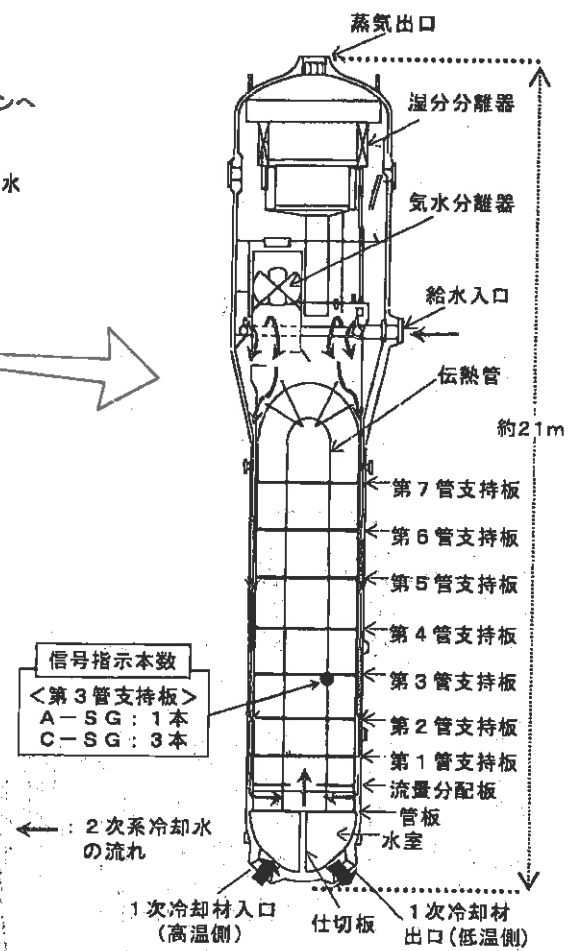 蒸気出口
ンへ
湿分分離器
水
気水分離器
給水入口
伝熱管
約21m
第7管支持板
第6管支持板
第5管支持板
第4管支持板
信号指示本数
<第3管支持板>
A-SG:1本
C-SG:3本
第3管支持板
第2管支持板
第1管支持板
流量分配板
管板
水室
:2次系冷却水
の流れ
1次冷却材入口
(高温側)
仕切板
1次冷却材
出口(低温側)